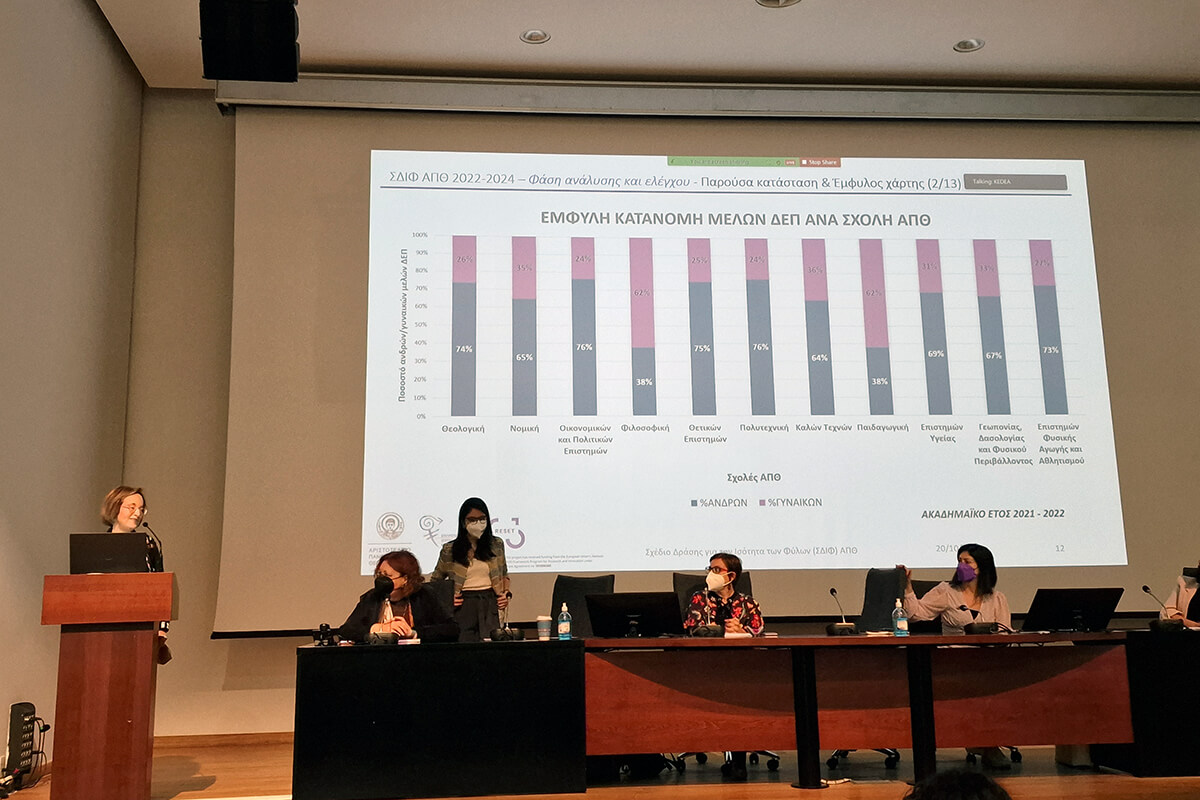 Stop Share
ΣΔΙΦ ΑΠΘ 2022-2024 – Φάση ανάλυσης και ελέγχου - Παρούσα κατάσταση & Έμφυλος χάρτης (2/13)
Talking: KEDEA
ΕΜΦΥΛΗ ΚΑΤΑΝΟΜΗ ΜΕΛΩΝ ΔΕΠ ΑΝΑ ΣΧΟΛΗ ΑΠΘ
Ποσοστό ανδρών/γυναικών μελών ΔΕΠ
100%
90%
80%
70%
60%
50%
40%
30%
20%
10%
0%
26% 35% 24% 62% 25% 24% 36% 62% 31% 33% 27%
74% 65% 76% 38% 75% 76% 64% 38% 69% 67% 73%
Θεολογική
Νομική
Οικονομικών
και Πολιτικών
Επιστημών
Φιλοσοφική
Θετικών
Επιστημών
Πολυτεχνική
Καλών Τεχνών
Παιδαγωγική
Επιστημών
Υγείας
Γεωπονίας,
Δασολογίας
και Φυσικού
Περιβάλλοντος
Επιστημών
Φυσικής
Αγωγής και
Αθλητισμού
Σχολές ΑΠΘ
%ΑΝΔΡΩΝ %ΓΥΝΑΙΚΩΝ
ΑΚΑΔΗΜΑΪΚΟ ΕΤΟΣ 2021 - 2022
RESET
Σχέδιο Δράσης για την Ισότητα των Φύλων (ΣΔΙΦ) ΑΠΘ
12